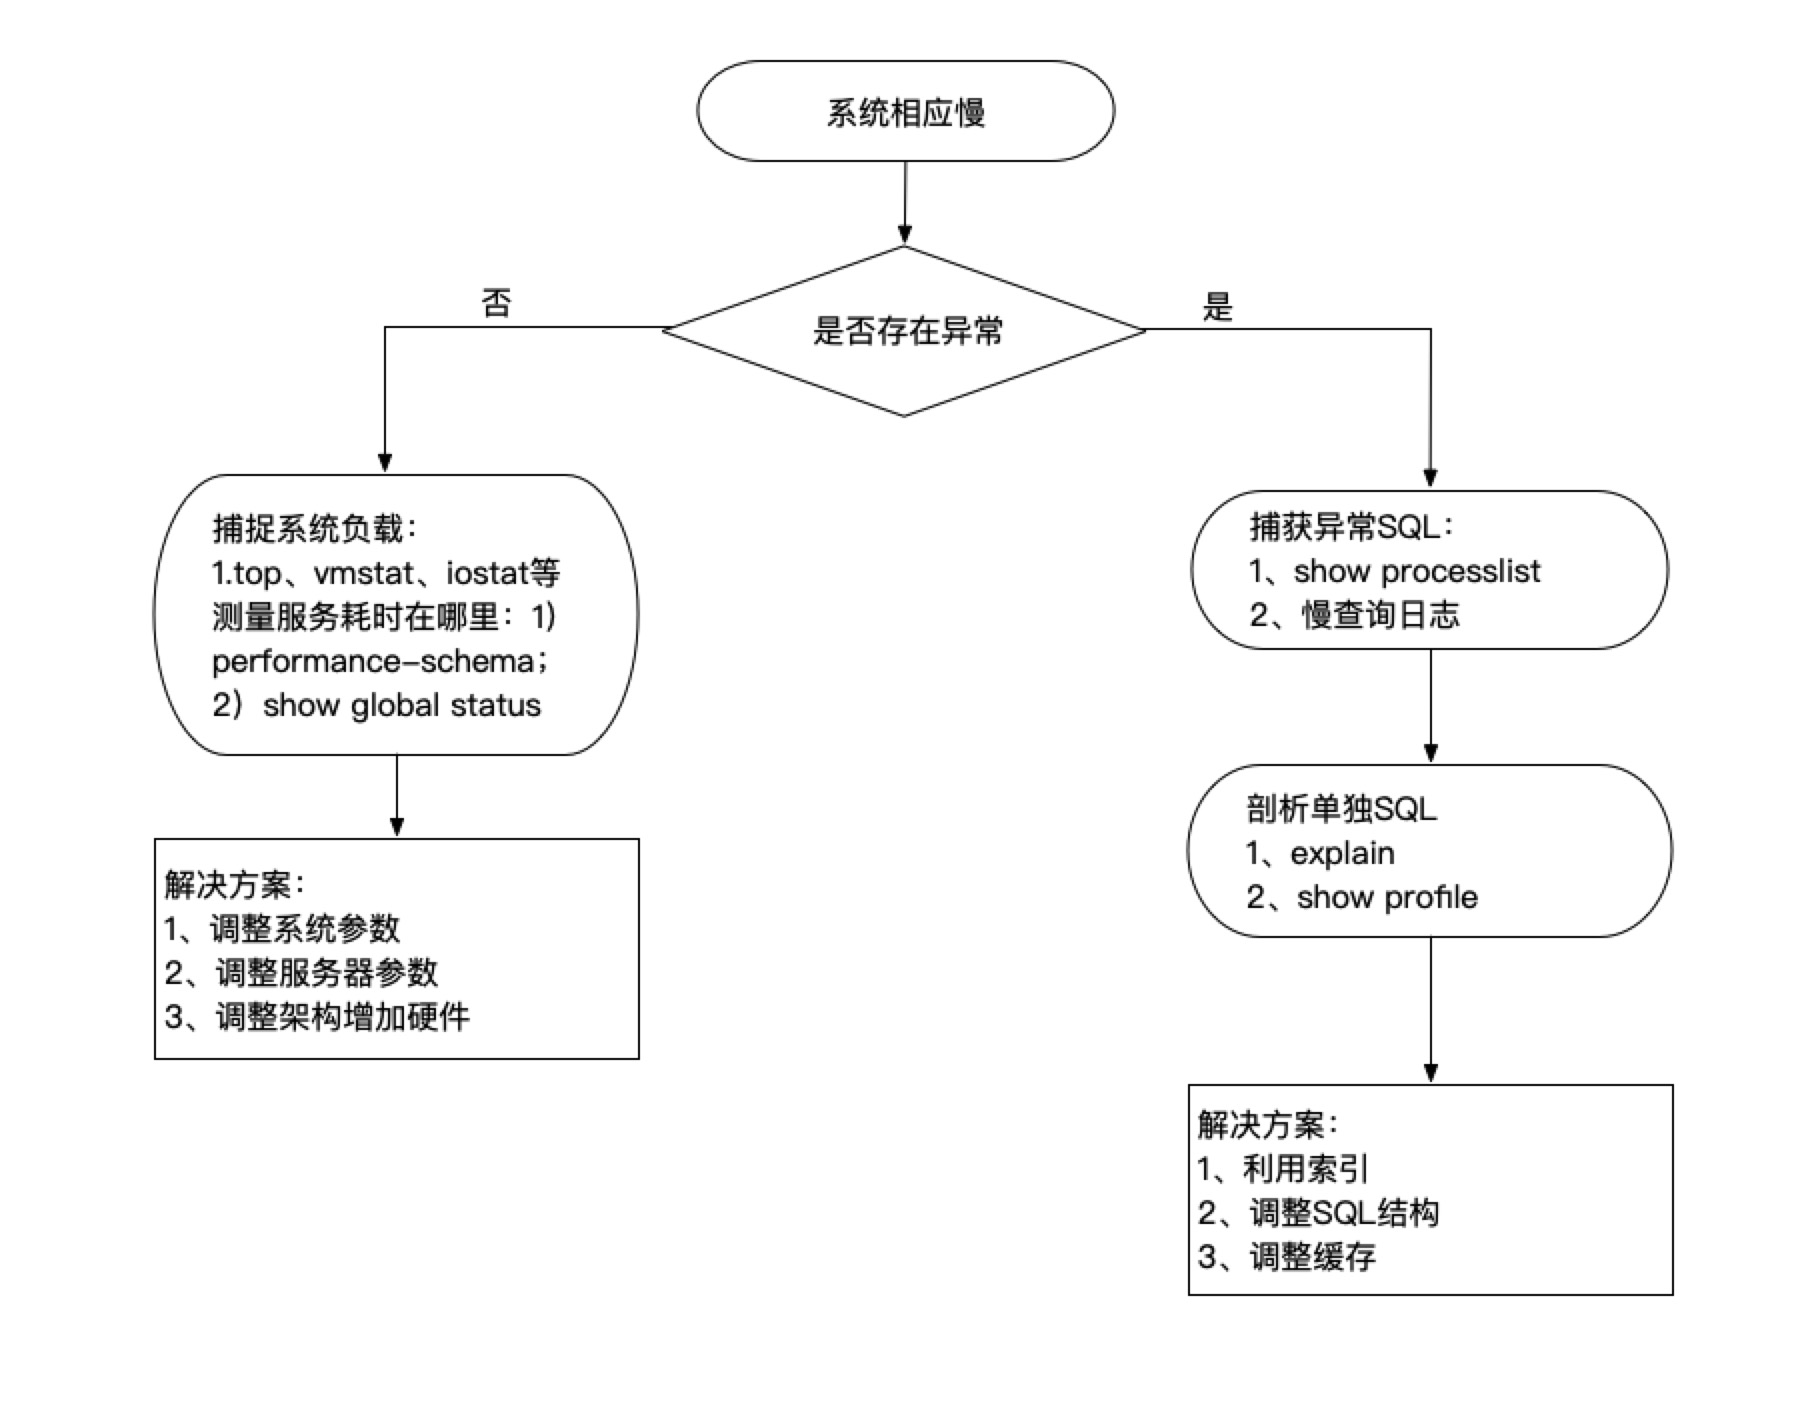 系统相应慢
是否存在异常
否
是
捕捉系统负载：
1.top、vmstat、iostat等
测量服务耗时在哪里：1）
performance-schema；
2）show global status
解决方案：
1、调整系统参数
2、调整服务器参数
3、调整架构增加硬件
捕获异常SQL：
1、show processlist
2、慢查询日志
剖析单独SQL
1、explain
2、show profile
解决方案：
1、利用索引
2、调整SQL结构
3、调整缓存